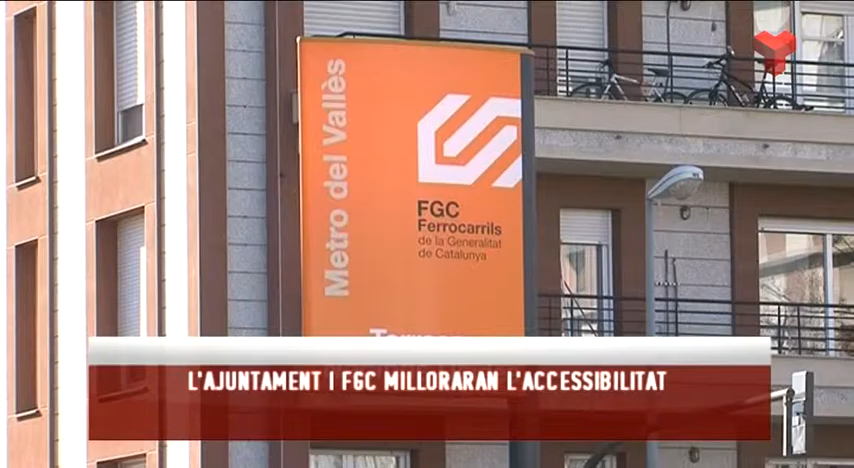 Metro del Vallès
FGC
Ferrocarrils
de la Generalitat
de Catalunya
L'AJUNTAMENT I FGC MILLORARAN L'ACCESSIBILITAT